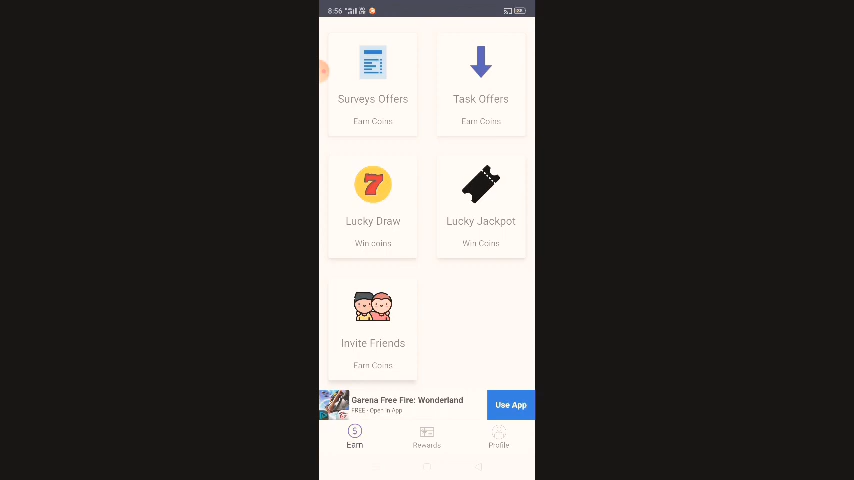 8:56
Surveys Offers
Task Offers
Earn Coins
Earn Coins
7
Lucky Draw
Lucky Jackpot
Win coins
Win Coins
Invite Friends
Earn Coins
Garena Free Fire: Wonderland
FREE · Open in App
Use App
Earn
Rewards
Profile